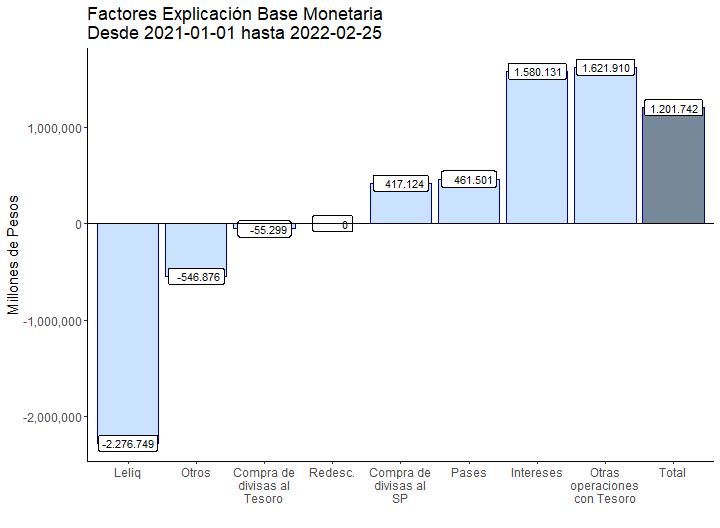 Factores Explicación Base Monetaria
Desde 2021-01-01 hasta 2022-02-25
Millones de Pesos
1,000,000
0
-1,000,000
-2,000,000
-2.276.749
-546.876
-55.299
0
417.124
461.501
1.580.131
1.621.910
1.201.742
Leliq
Otros
Compra de
divisas al
Tesoro
Redesc.
Compra de
divisas al
SP
Pases
Intereses
Otras
operaciones
con Tesoro
Total